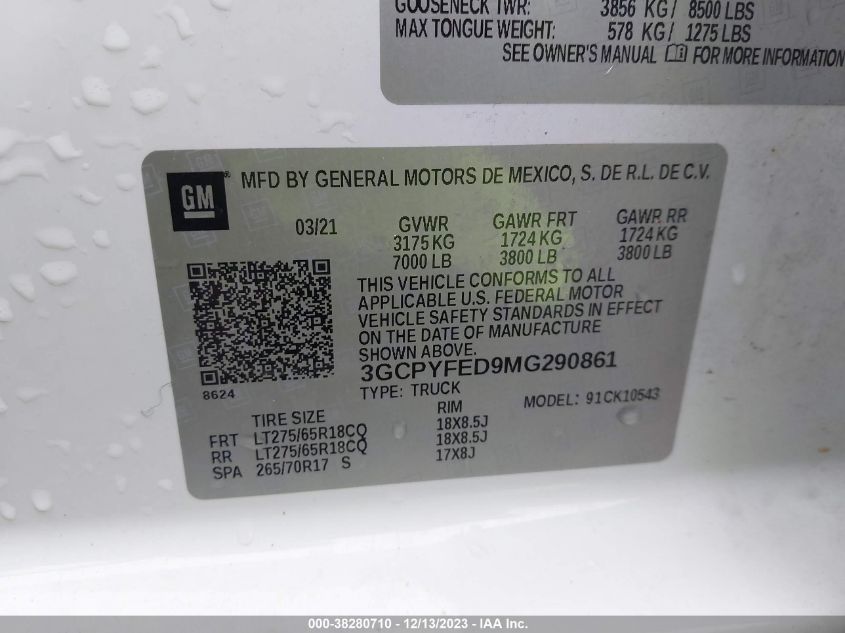 GOOSENECK TWR: 3856 KG/ 8500 LBS
MAX TONGUE WEIGHT: 578 KG/ 1275 LBS
SEE OWNER'S MANUAL FOR MORE INFORMATION
GM ® MFD BY GENERAL MOTORS DE MEXICO, S. DE R.L. DE C.V.
03/21 GVWR GAWR FRT GAWR RR
3175 KG 1724 KG 1724 KG
7000 LB 3800 LB 3800 LB
THIS VEHICLE CONFORMS TO ALL
APPLICABLE U.S. FEDERAL MOTOR
VEHICLE SAFETY STANDARDS IN EFFECT
ON THE DATE OF MANUFACTURE
SHOWN ABOVE.
3GCPYFED9MG290861
8624 TYPE: TRUCK MODEL: 91CK10543
TIRE SIZE RIM
FRT LT275/65R18CQ 18X8.5J
RR LT275/65R18CQ 18X8.5J
SPA 265/70R17 S 17X8J
000-38280710 - 12/13/2023 - IAA Inc.